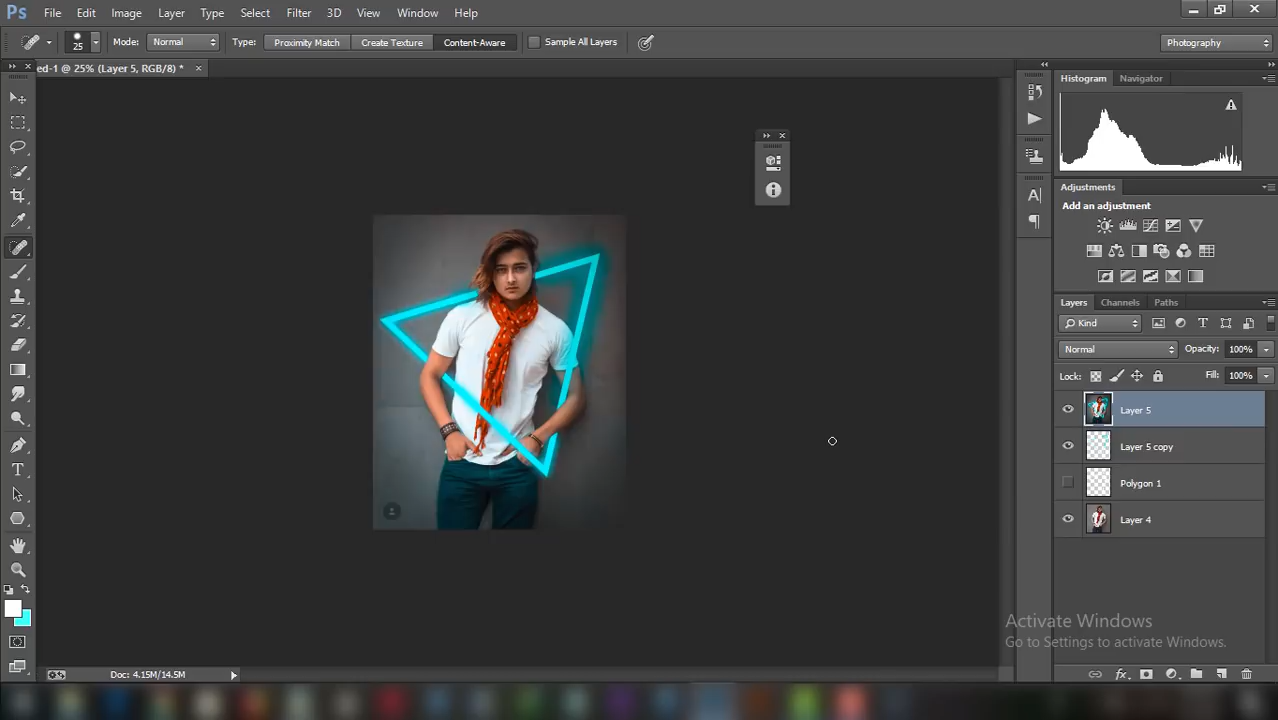 Ps File Edit Image Layer Type Select Filter 3D View Window Help
25 Mode: Normal Type: Proximity Match Create Texture Content-Aware Sample All Layers Photography
ed-1 @ 25% (Layer 5, RGB/8) *
Histogram Navigator
Adjustments
Add an adjustment
Layers Channels Paths
Kind
Normal Opacity: 100%
Lock: Fill: 100%
Layer 5
Layer 5 copy
Polygon 1
Layer 4
Activate Windows
Go to Settings to activate Windows.
Doc: 4.15M/14.5M